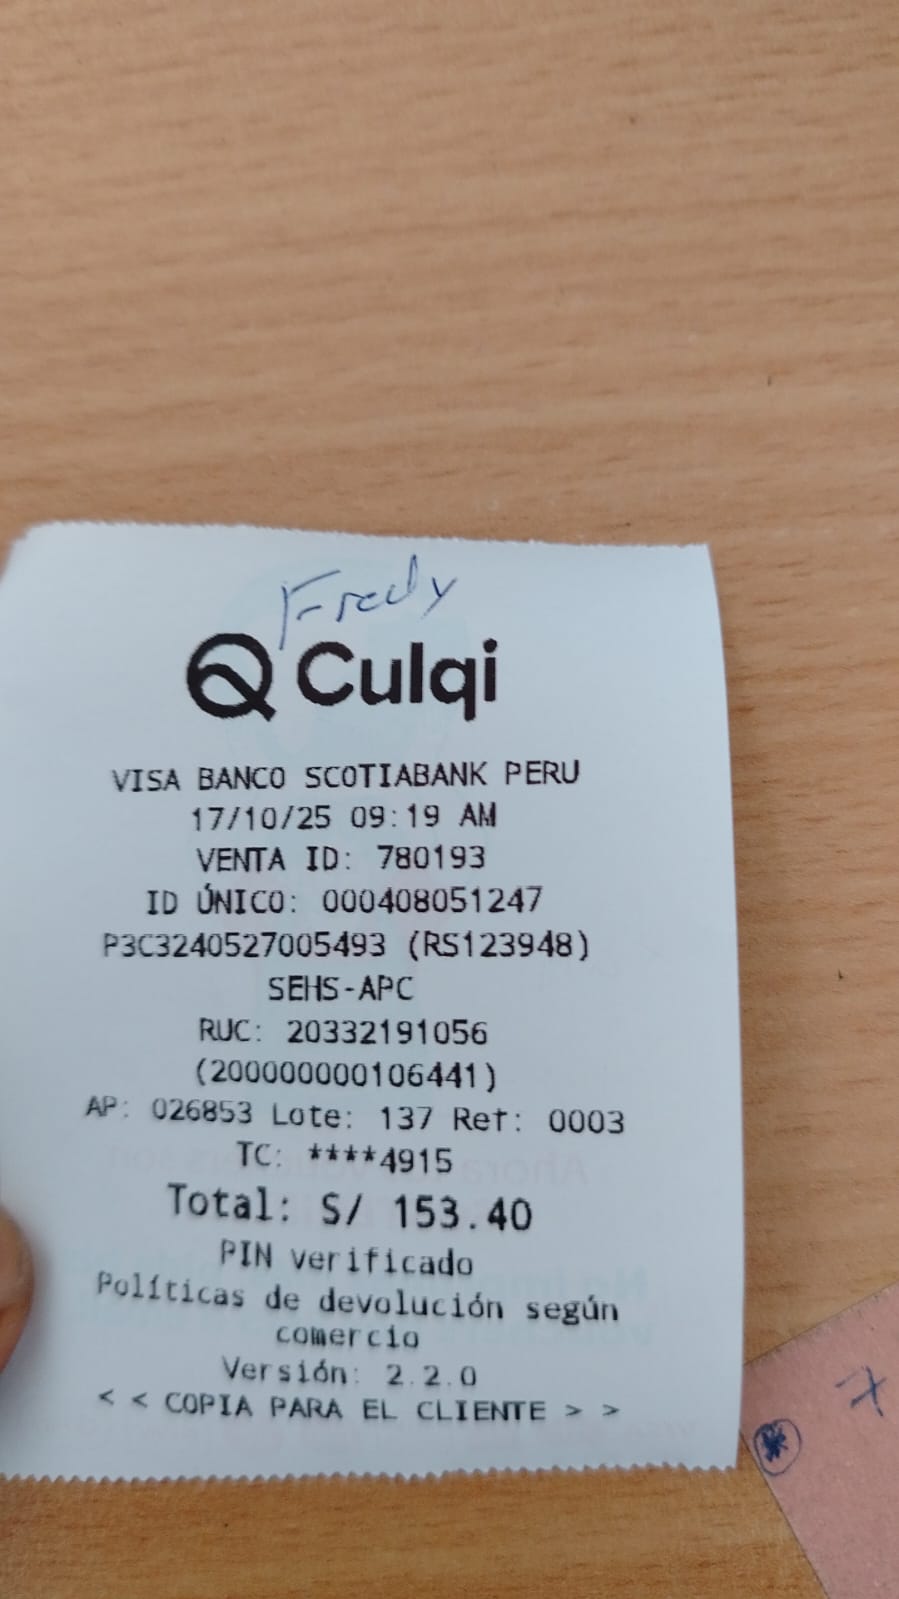 Fredy
Culqi
VISA BANCO SCOTIABANK PERU
17/10/25 09:19 AM
VENTA ID: 780193
ID ÚNICO: 000408051247
P3C3240527005493 (RS123948)
SEHS-APC
RUC: 20332191056
(200000000106441)
AP: 026853 Lote: 137 Ref: 0003
TC: ****4915
Total: S/ 153.40
PIN verificado
Políticas de devolución según
comercio
Versión: 2.2.0
< < COPIA PARA EL CLIENTE > >